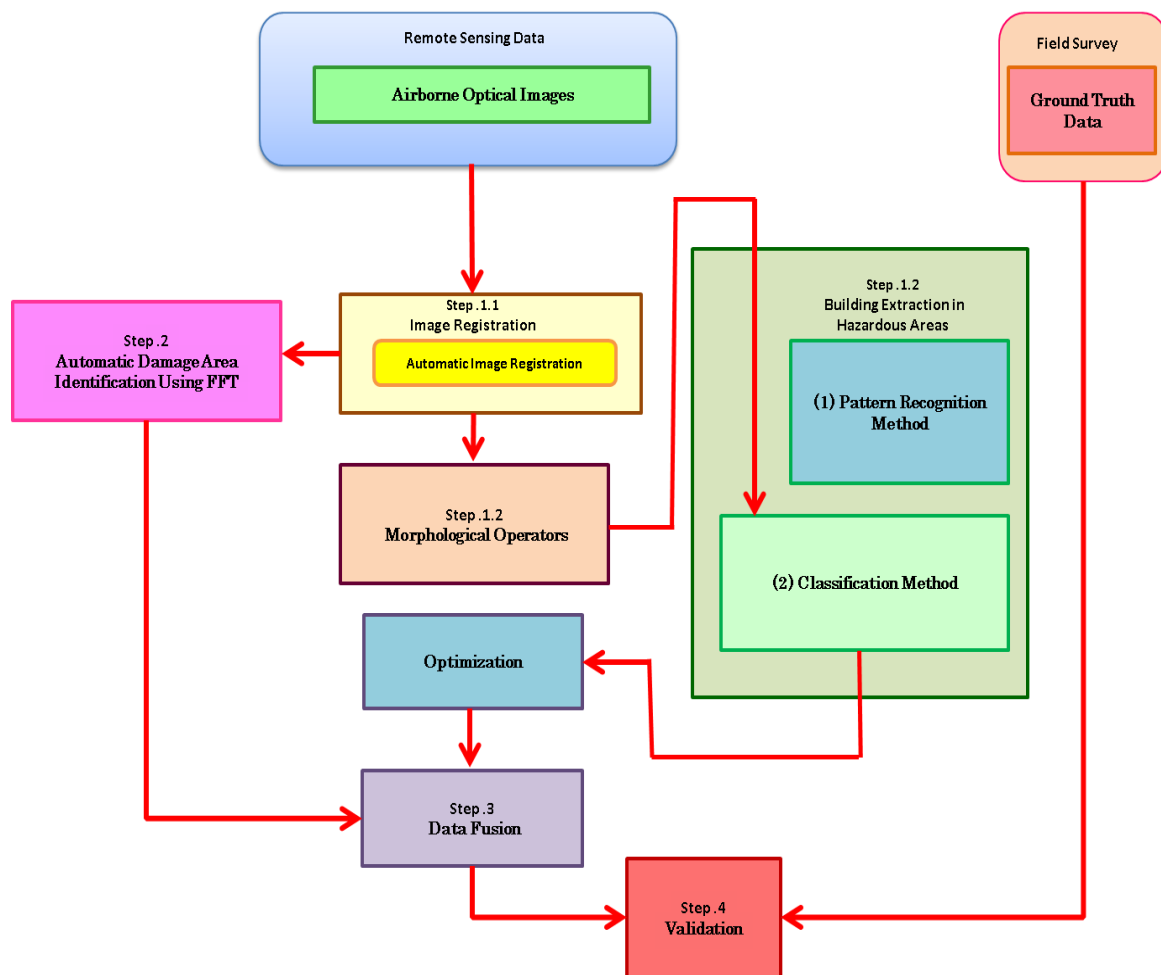 Remote Sensing Data
Airborne Optical Images
Field Survey
Ground Truth
Data
Step .1.1
Image Registration
Automatic Image Registration
Step .2
Automatic Damage Area
Identification Using FFT
Step .1.2
Building Extraction in
Hazardous Areas
(1) Pattern Recognition
Method
Step .1.2
Morphological Operators
(2) Classification Method
Optimization
Step .3
Data Fusion
Step .4
Validation